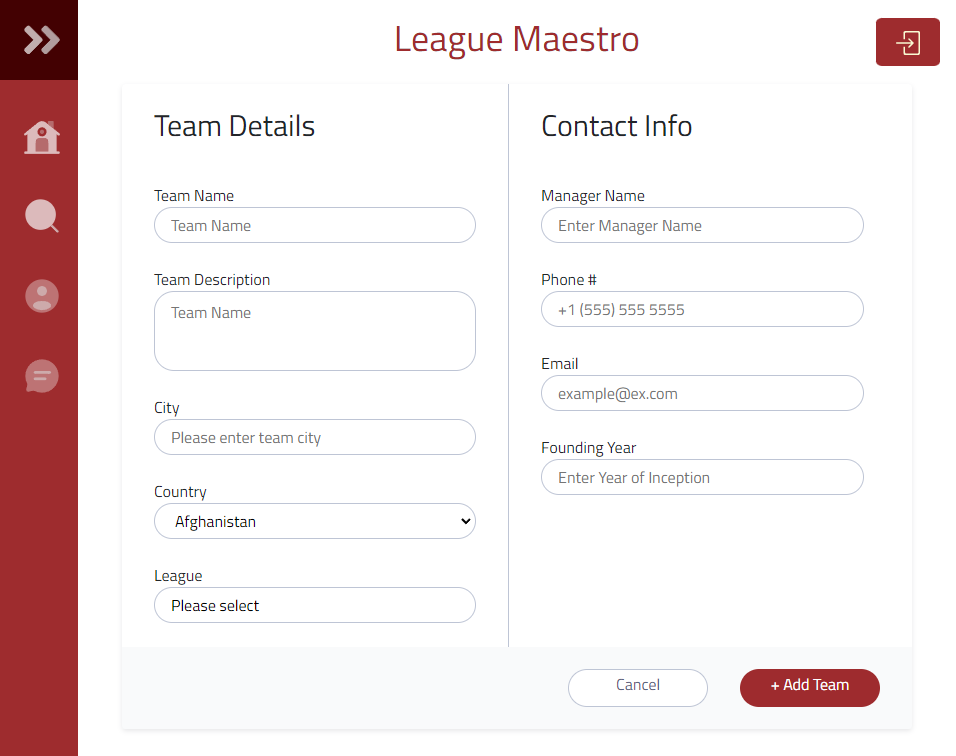 League Maestro
Team Details
Team Name
Team Name
Team Description
Team Name
City
Please enter team city
Country
Afghanistan
League
Please select
Contact Info
Manager Name
Enter Manager Name
Phone #
+1 (555) 555 5555
Email
example@ex.com
Founding Year
Enter Year of Inception
Cancel
+ Add Team